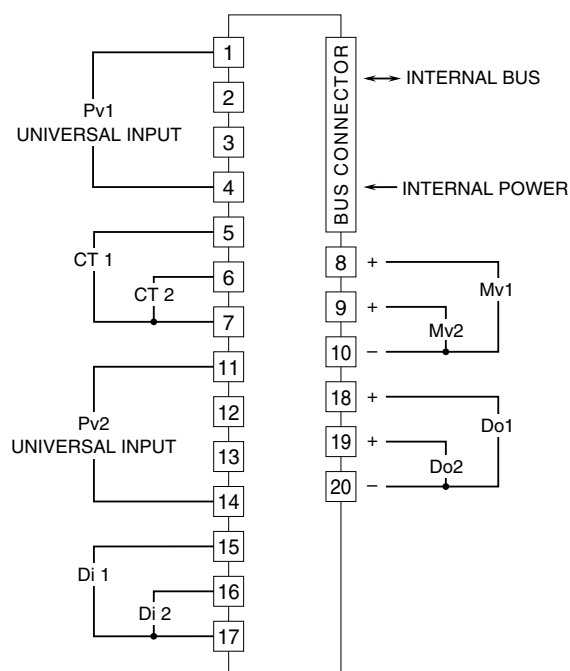 1
Pv1
UNIVERSAL INPUT
2
3
4
5
CT 1
6
CT 2
7
11
Pv2
UNIVERSAL INPUT
12
13
14
15
Di 1
16
Di 2
17
BUS CONNECTOR
INTERNAL BUS
INTERNAL POWER
8 +
Mv1
9 +
Mv2
10 –
18 +
Do1
19 +
Do2
20 –